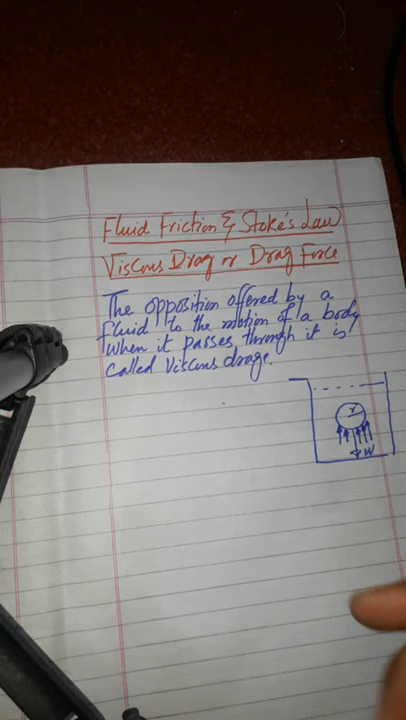 Fluid Friction & Stoke's Law
Viscous Drag or Drag Force
The opposition offered by a
fluid to the motion of a body
when it passes through it is
called Viscous drage.
r
W